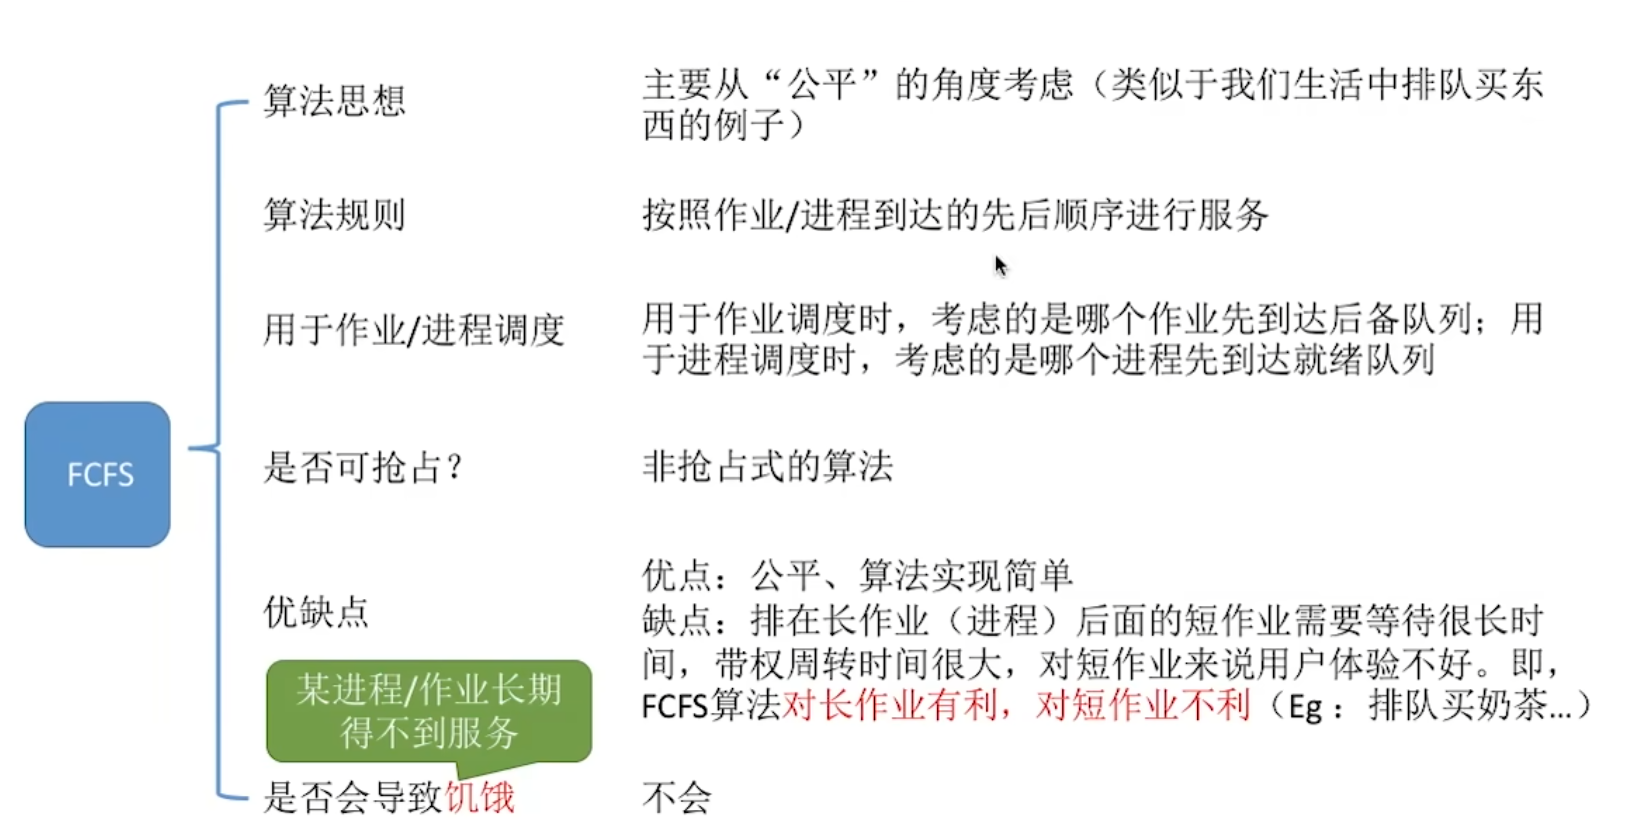 算法思想
主要从“公平”的角度考虑（类似于我们生活中排队买东
西的例子）
算法规则
按照作业/进程到达的先后顺序进行服务
用于作业/进程调度
用于作业调度时，考虑的是哪个作业先到达后备队列；用
于进程调度时，考虑的是哪个进程先到达就绪队列
FCFS
是否可抢占？
非抢占式的算法
优缺点
优点：公平、算法实现简单
缺点：排在长作业（进程）后面的短作业需要等待很长时
间，带权周转时间很大，对短作业来说用户体验不好。即，
FCFS算法对长作业有利，对短作业不利（Eg：排队买奶茶...）
某进程/作业长期
得不到服务
是否会导致饥饿
不会